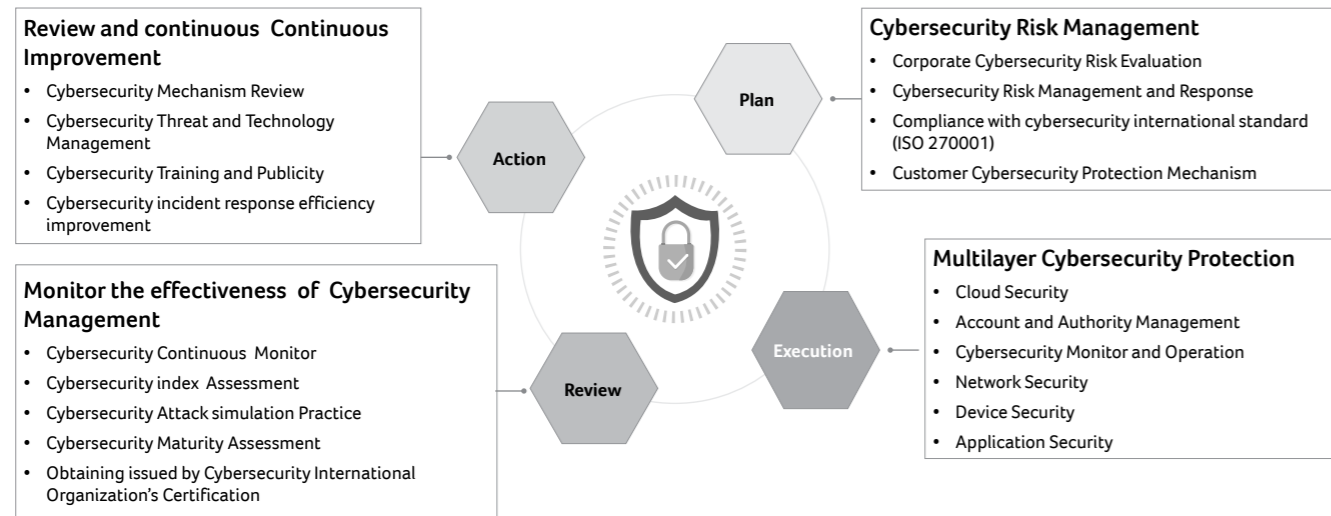 Review and continuous Continuous
Improvement
• Cybersecurity Mechanism Review
• Cybersecurity Threat and Technology
Management
• Cybersecurity Training and Publicity
• Cybersecurity incident response efficiency
improvement
Action
Plan
Cybersecurity Risk Management
• Corporate Cybersecurity Risk Evaluation
• Cybersecurity Risk Management and Response
• Compliance with cybersecurity international standard
(ISO 270001)
• Customer Cybersecurity Protection Mechanism
Monitor the effectiveness of Cybersecurity
Management
• Cybersecurity Continuous Monitor
• Cybersecurity index Assessment
• Cybersecurity Attack simulation Practice
• Cybersecurity Maturity Assessment
• Obtaining issued by Cybersecurity International
Organization's Certification
Review
Execution
Multilayer Cybersecurity Protection
• Cloud Security
• Account and Authority Management
• Cybersecurity Monitor and Operation
• Network Security
• Device Security
• Application Security